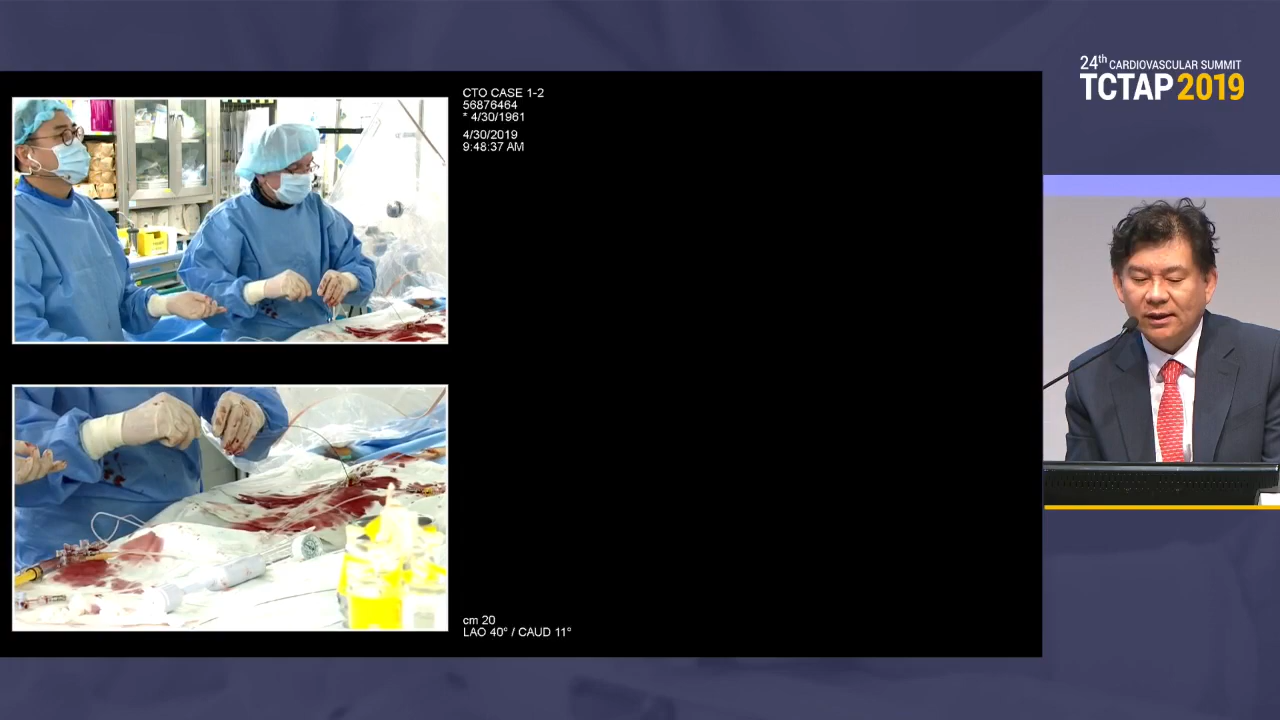 24th CARDIOVASCULAR SUMMIT
TCTAP 2019
CTO CASE 1-2
56876464
* 4/30/1961
4/30/2019
9:48:37 AM
cm 20
LAO 40° / CAUD 11°